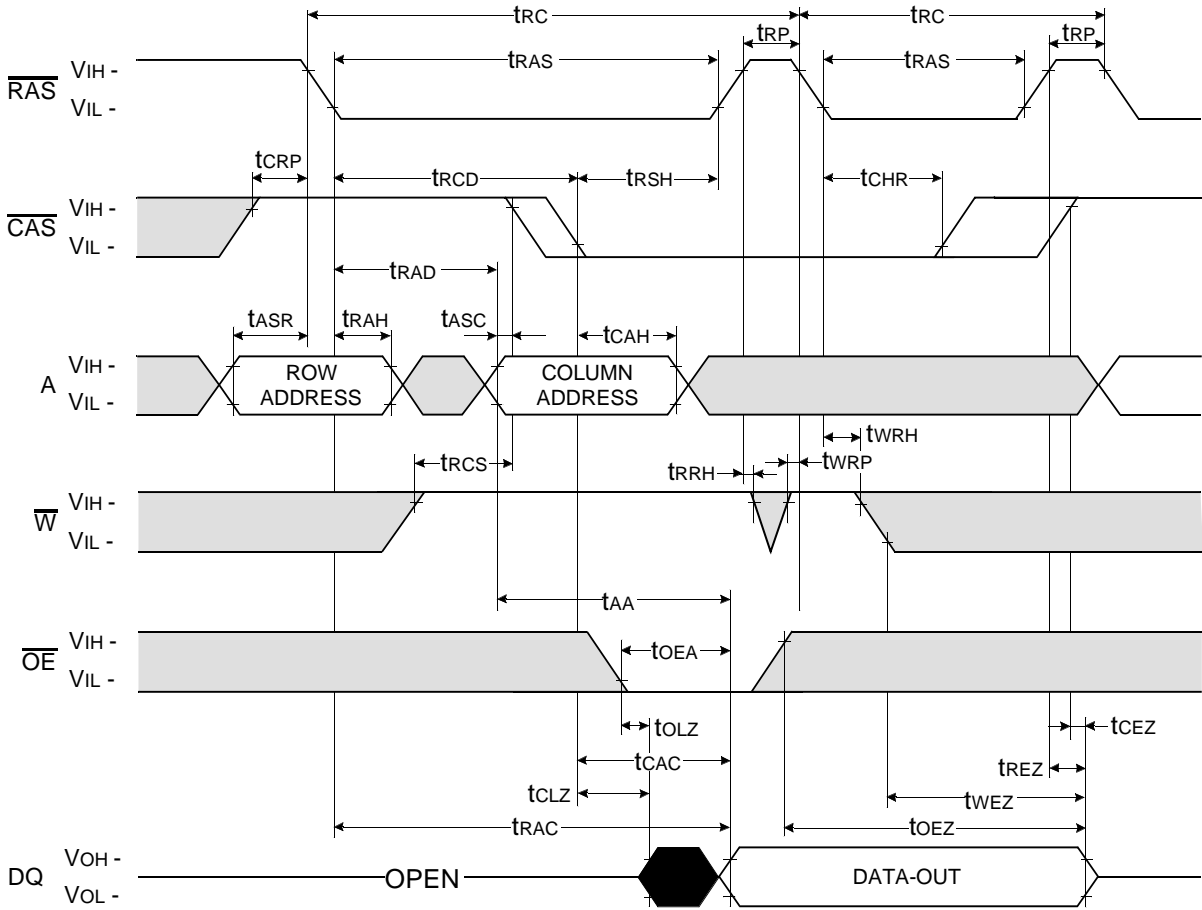 tRC tRC
tRP tRP
RAS VIH - tRAS tRAS
VIL -
tCRP tRCD tRSH tCHR
CAS VIH -
VIL -
tRAD
tASR tRAH tASC tCAH
A VIH - ROW COLUMN
VIL - ADDRESS ADDRESS
tWRH
tRCS tRRH tWRP
W VIH -
VIL -
tAA
OE VIH - tOEA
VIL -
tOLZ tCEZ
tCAC tREZ
tCLZ tWEZ
tRAC tOEZ
DQ VOH - OPEN DATA-OUT
VOL -